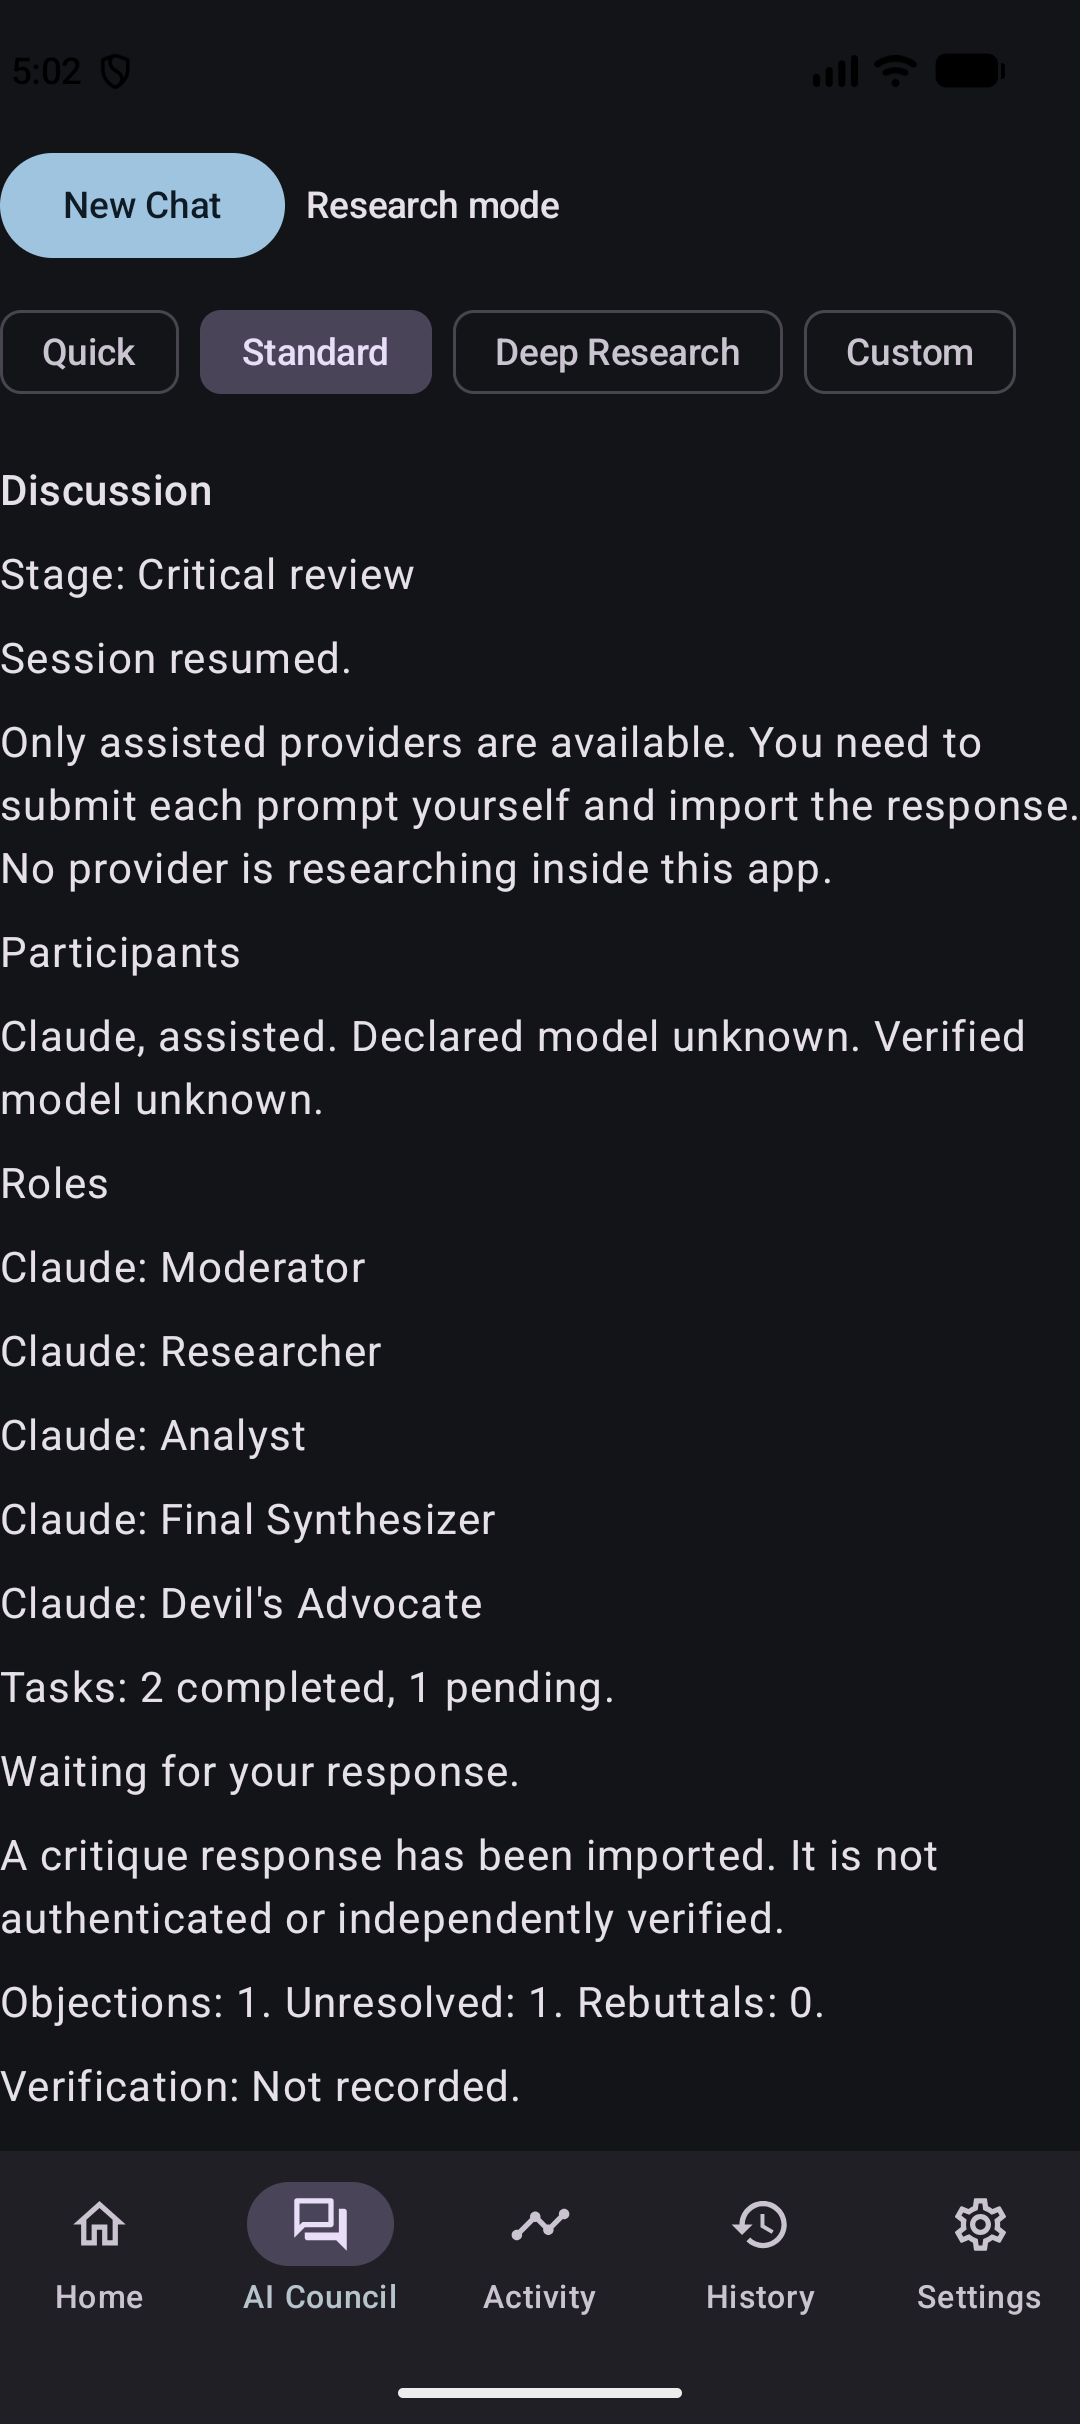 5:02
New Chat
Research mode
Quick
Standard
Deep Research
Custom
Discussion
Stage: Critical review
Session resumed.
Only assisted providers are available. You need to
submit each prompt yourself and import the response.
No provider is researching inside this app.
Participants
Claude, assisted. Declared model unknown. Verified
model unknown.
Roles
Claude: Moderator
Claude: Researcher
Claude: Analyst
Claude: Final Synthesizer
Claude: Devil's Advocate
Tasks: 2 completed, 1 pending.
Waiting for your response.
A critique response has been imported. It is not
authenticated or independently verified.
Objections: 1. Unresolved: 1. Rebuttals: 0.
Verification: Not recorded.
Home
AI Council
Activity
History
Settings